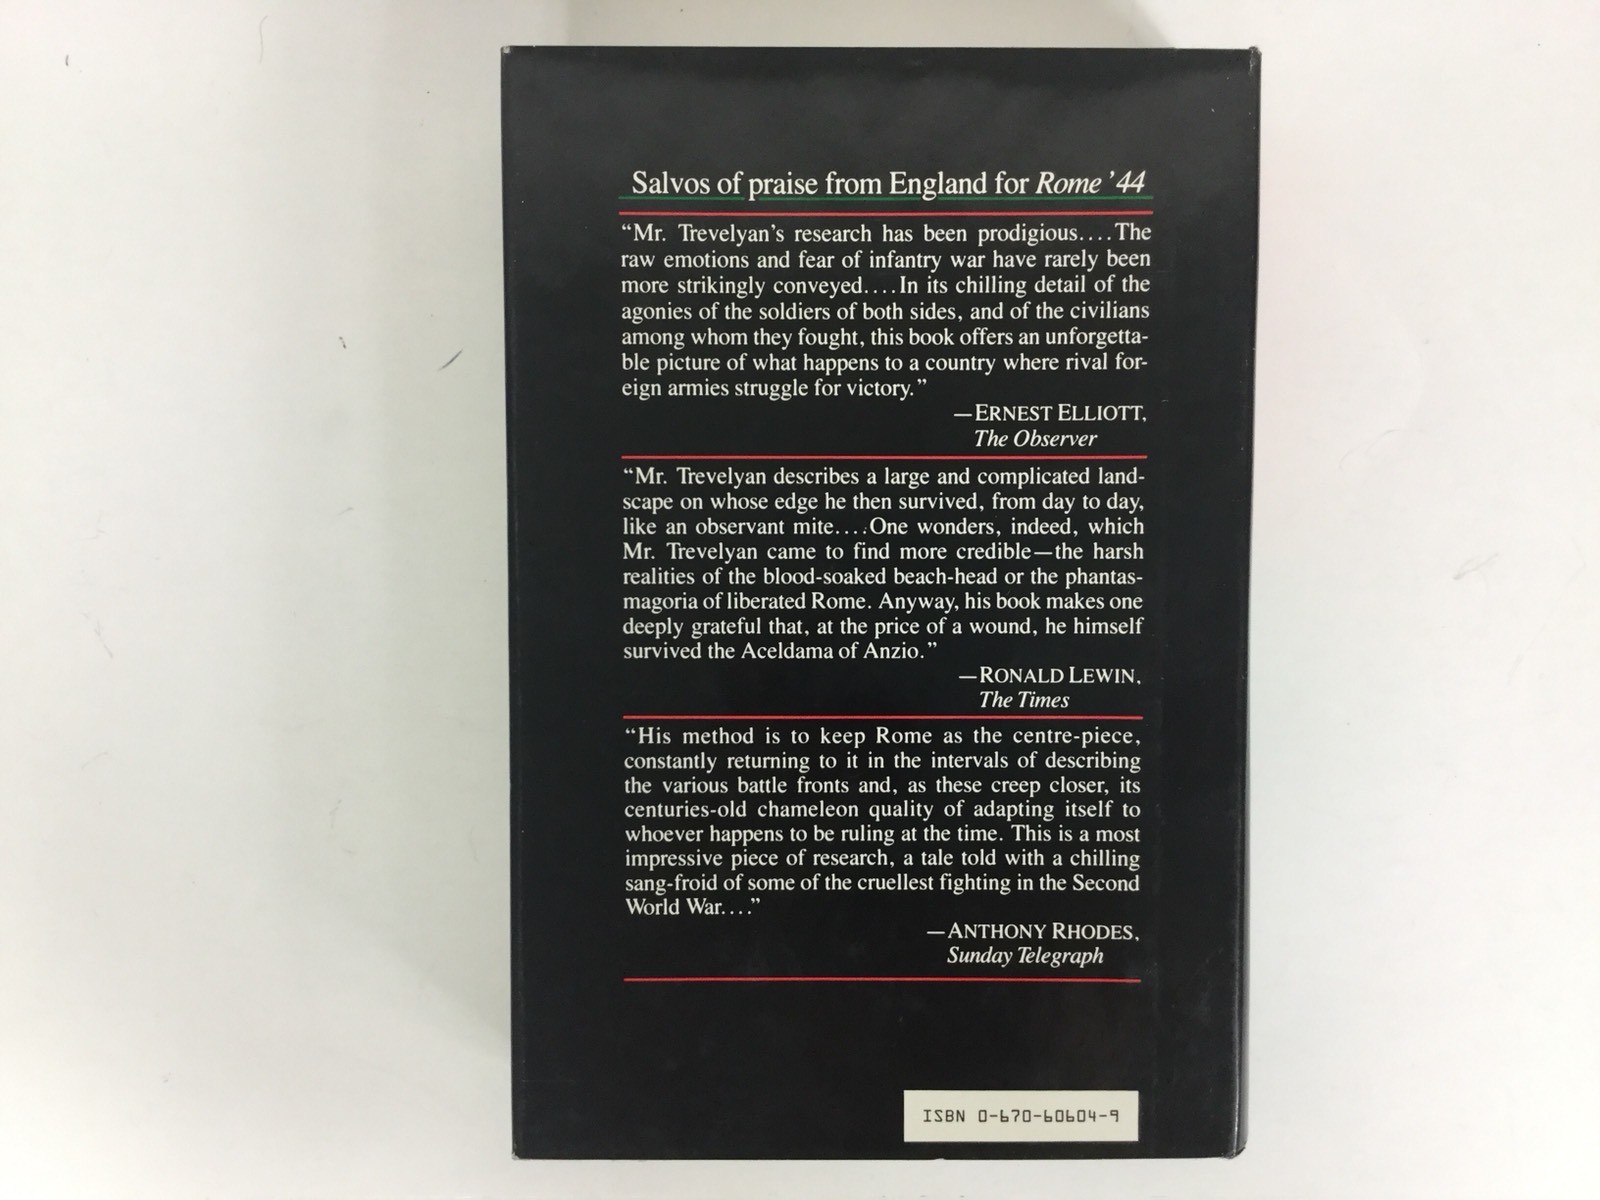 Salvos of praise from England for Rome '44
“Mr. Trevelyan's research has been prodigious....The
raw emotions and fear of infantry war have rarely been
more strikingly conveyed....In its chilling detail of the
agonies of the soldiers of both sides, and of the civilians
among whom they fought, this book offers an unforgetta-
ble picture of what happens to a country where rival for-
eign armies struggle for victory.”
—ERNEST ELLIOTT,
The Observer
“Mr. Trevelyan describes a large and complicated land-
scape on whose edge he then survived, from day to day,
like an observant mite....One wonders, indeed, which
Mr. Trevelyan came to find more credible—the harsh
realities of the blood-soaked beach-head or the phantas-
magoria of liberated Rome. Anyway, his book makes one
deeply grateful that, at the price of a wound, he himself
survived the Aceldama of Anzio.”
—RONALD LEWIN,
The Times
“His method is to keep Rome as the centre-piece,
constantly returning to it in the intervals of describing
the various battle fronts and, as these creep closer, its
centuries-old chameleon quality of adapting itself to
whoever happens to be ruling at the time. This is a most
impressive piece of research, a tale told with a chilling
sang-froid of some of the cruellest fighting in the Second
World War....”
—ANTHONY RHODES,
Sunday Telegraph
ISBN 0-670-60604-9